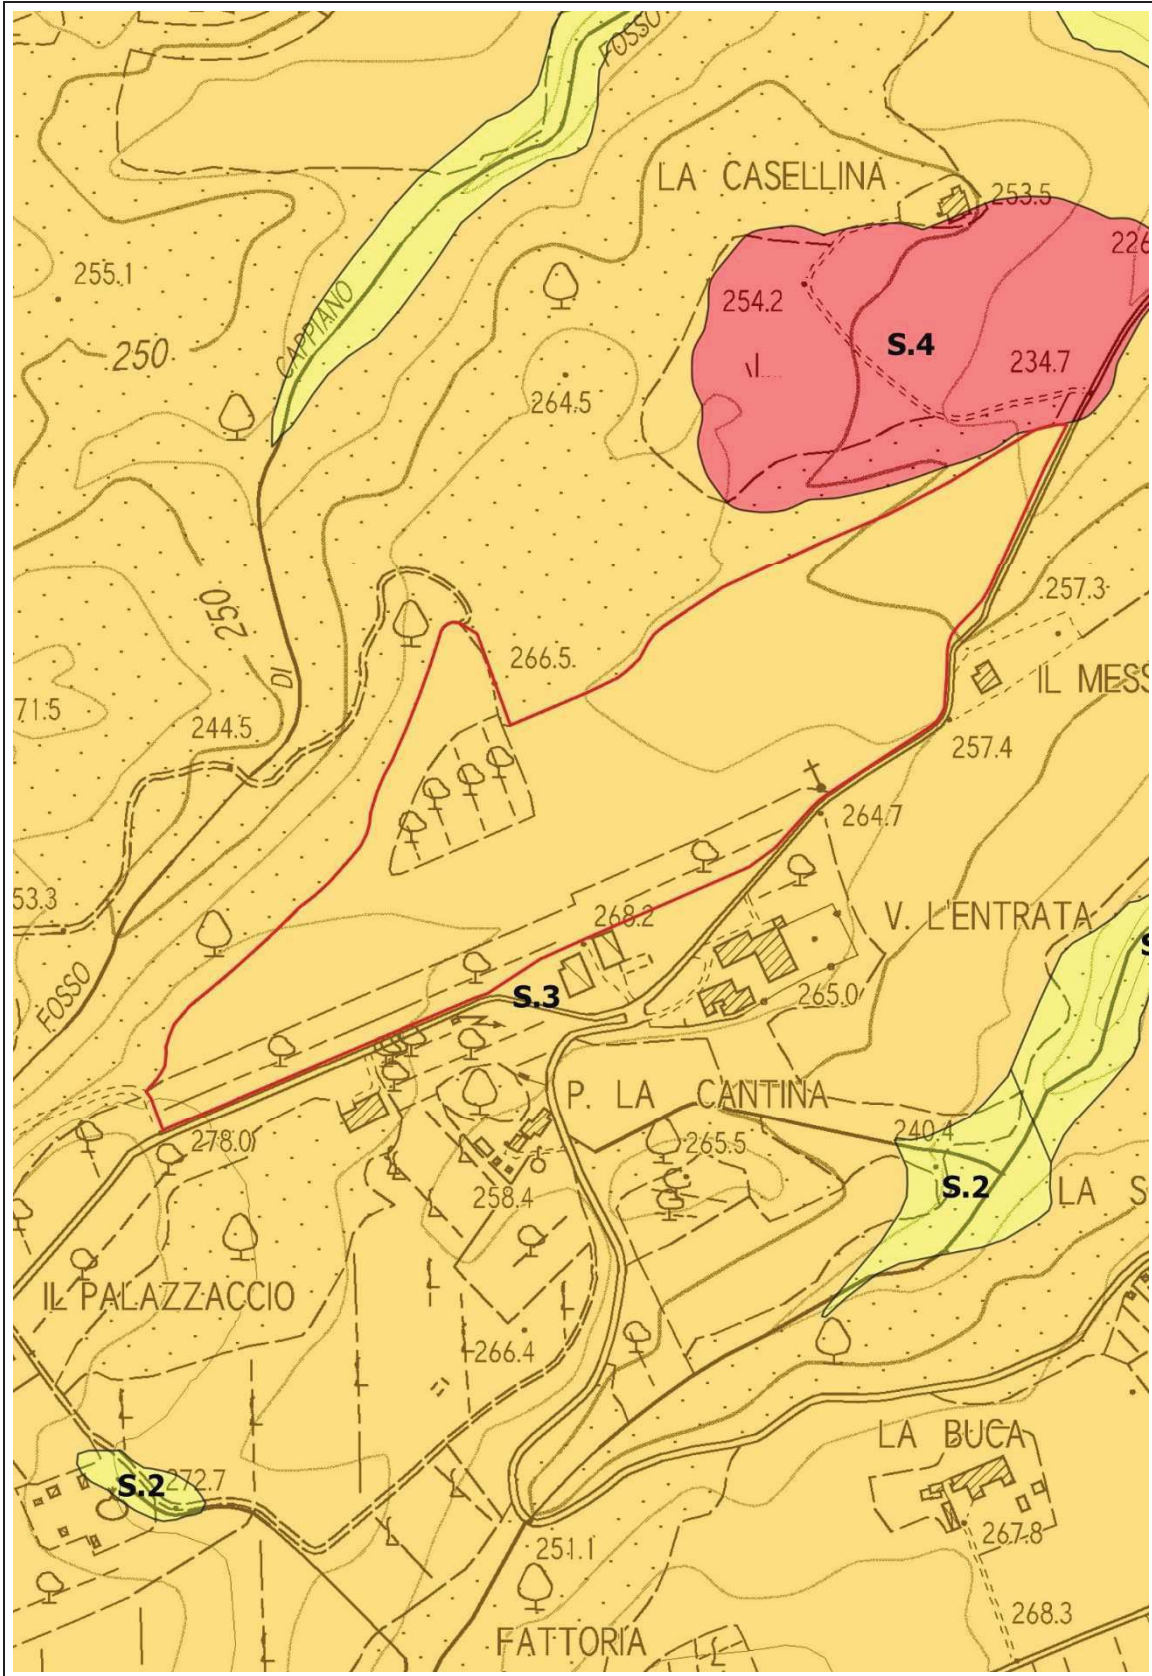 FOSSO
LA CASELLINA
253.5
226
255.1
254.2
CAPPIANO
S.4
250
234.7
264.5
257.3
250
266.5
IL MESS
DI
71.5
244.5
257.4
264.7
53.3
268.2
V. L'ENTRATA
S.3
265.0
FOSSO
P. LA CANTINA
278.0
240.4
265.5
258.4
S.2
LA S
IL PALAZZACCIO
266.4
LA BUCA
S.2
272.7
251.1
267.8
268.3
FATTORIA